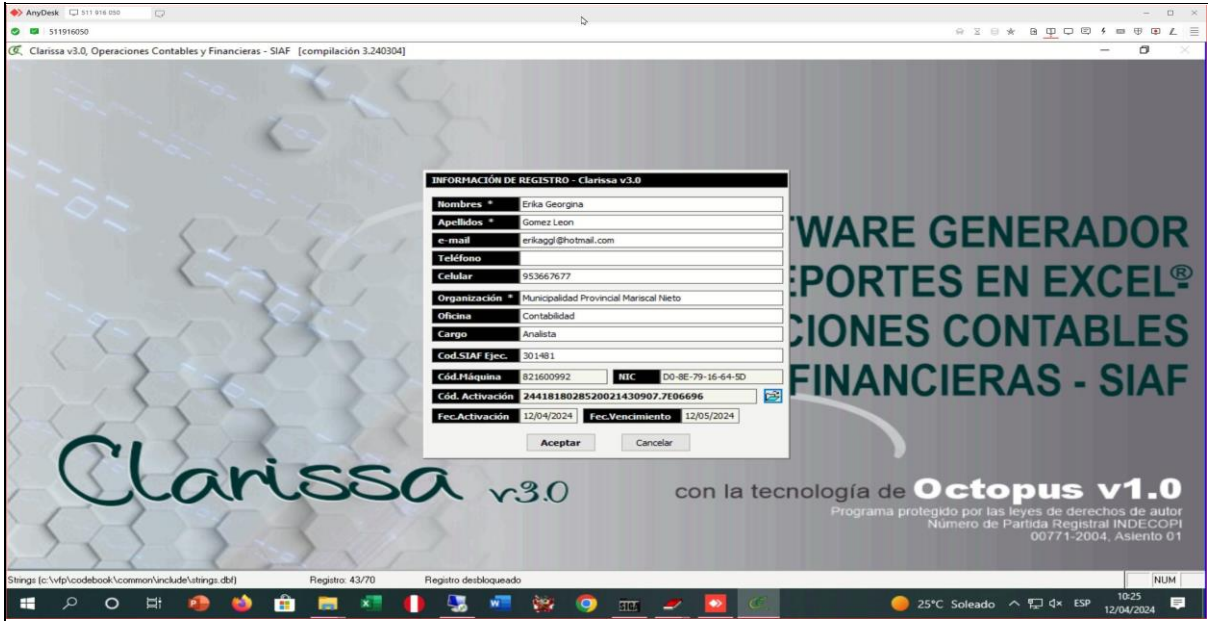 AnyDesk 511 916 050
511916050
Clarissa v3.0, Operaciones Contables y Financieras - SIAF [compilación 3.240304]
INFORMACIÓN DE REGISTRO - Clarissa v3.0
Nombres * Erika Georgina
Apellidos * Gomez Leon
e-mail erikaggl@hotmail.com
Teléfono
Celular 953667677
Organización * Municipalidad Provincial Mariscal Nieto
Oficina Contabilidad
Cargo Analista
Cod.SIAF Ejec. 301481
Cód.Máquina 821600992 NIC D0-8E-79-16-64-5D
Cód. Activación 2441818028520021430907.7E06696
Fec.Activación 12/04/2024 Fec.Vencimiento 12/05/2024
Aceptar Cancelar
WARE GENERADOR
EPORTES EN EXCEL®
CIONES CONTABLES
FINANCIERAS - SIAF
Clarissa v3.0
con la tecnología de Octopus v1.0
Programa protegido por las leyes de derechos de autor
Número de Partida Registral INDECOPI
00771-2004, Asiento 01
Strings (c:\vfp\codebook\common\include\strings.dbf) Registro: 43/70 Registro desbloqueado NUM
25°C Soleado ESP 10:25
12/04/2024